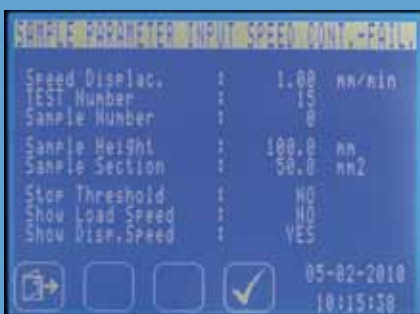 SAMPLE PARAMETER INPUT SPEED CONT.-FAIL.
Speed Displac. : 1.00 mm/min
TEST Number : 15
Sample Number : 0
Sample Height : 100.0 mm
Sample Section : 50.0 mm2
Stop Threshold : NO
Show Load Speed : NO
Show Disp.Speed : YES
05-02-2010
10:15:38